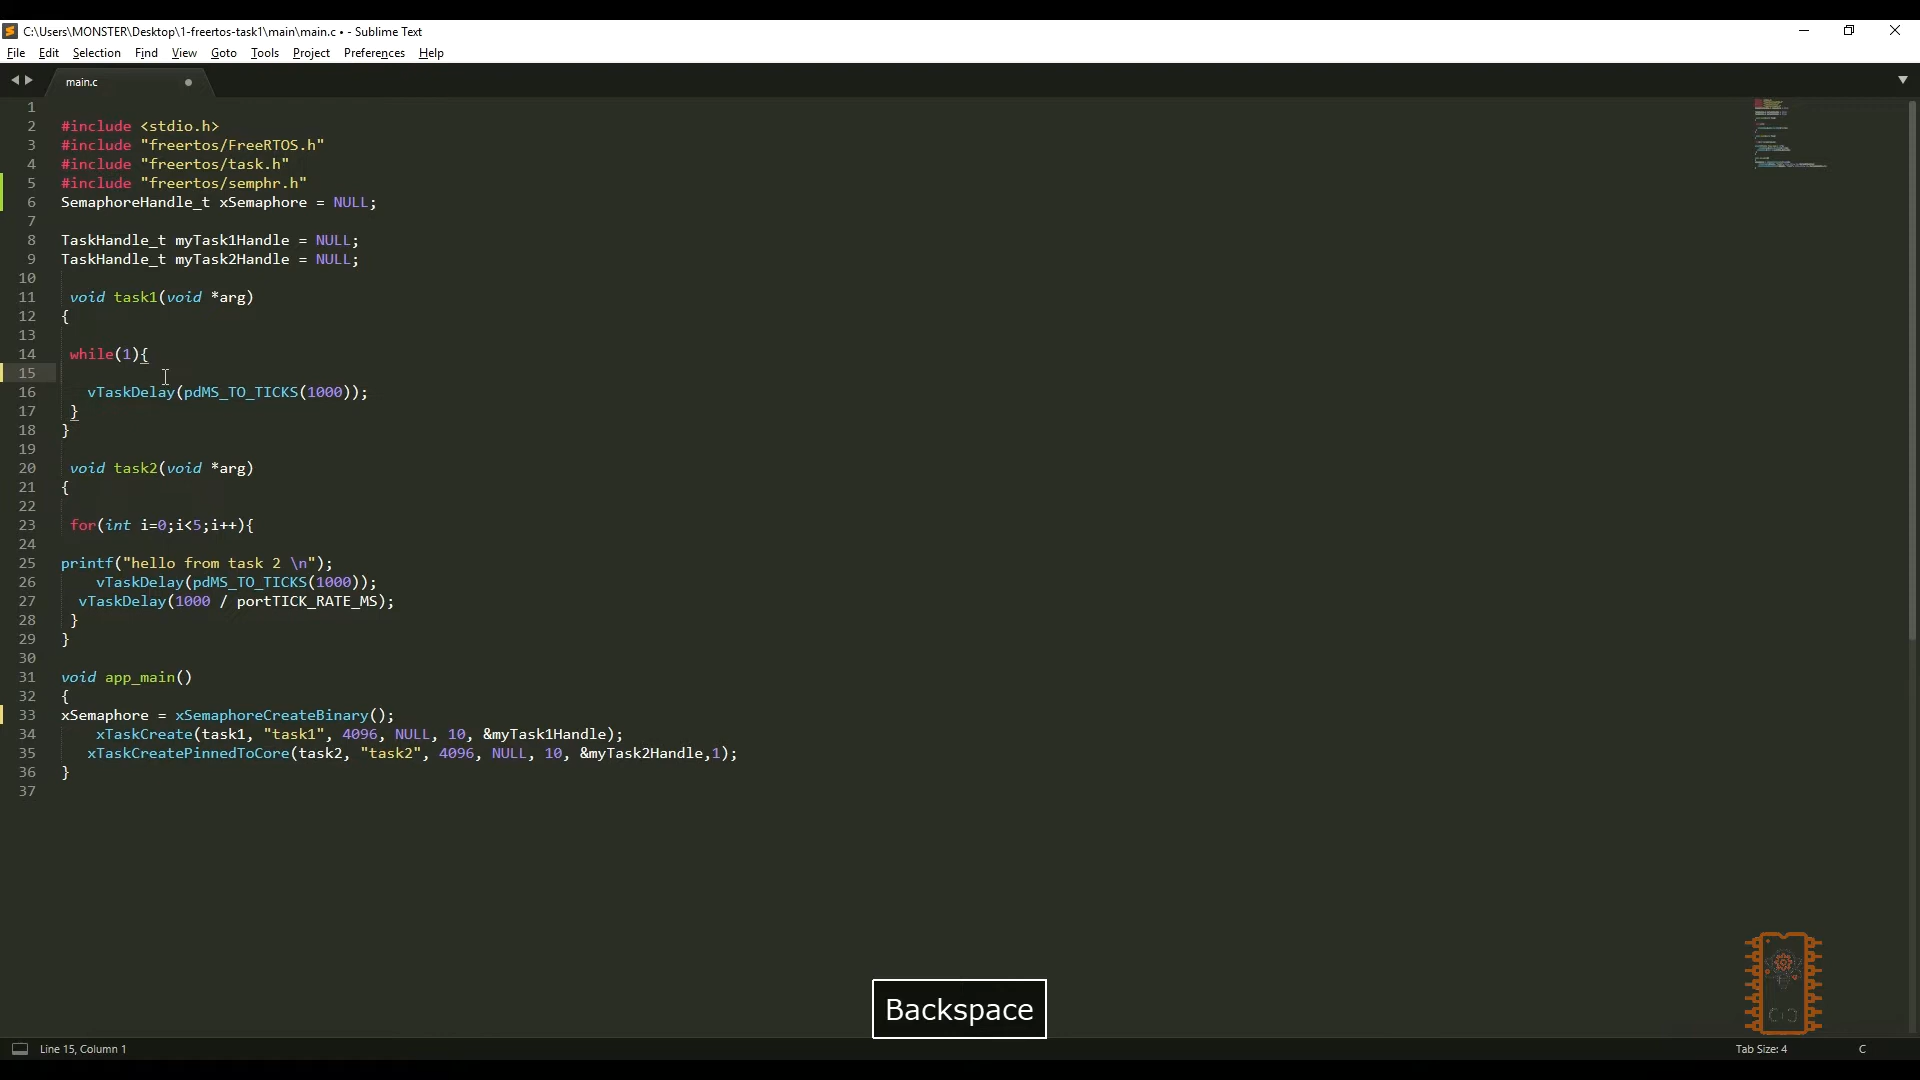 C:\Users\MONSTER\Desktop\1-freertos-task1\main\main.c • - Sublime Text
File Edit Selection Find View Goto Tools Project Preferences Help
main.c
1
2 #include <stdio.h>
3 #include "freertos/FreeRTOS.h"
4 #include "freertos/task.h"
5 #include "freertos/semphr.h"
6 SemaphoreHandle_t xSemaphore = NULL;
7
8 TaskHandle_t myTask1Handle = NULL;
9 TaskHandle_t myTask2Handle = NULL;
10
11 void task1(void *arg)
12 {
13
14 while(1){
15
16 vTaskDelay(pdMS_TO_TICKS(1000));
17 }
18 }
19
20 void task2(void *arg)
21 {
22
23 for(int i=0;i<5;i++){
24
25 printf("hello from task 2 \n");
26 vTaskDelay(pdMS_TO_TICKS(1000));
27 vTaskDelay(1000 / portTICK_RATE_MS);
28 }
29 }
30
31 void app_main()
32 {
33 xSemaphore = xSemaphoreCreateBinary();
34 xTaskCreate(task1, "task1", 4096, NULL, 10, &myTask1Handle);
35 xTaskCreatePinnedToCore(task2, "task2", 4096, NULL, 10, &myTask2Handle,1);
36 }
37
Backspace
Line 15, Column 1
Tab Size: 4
C